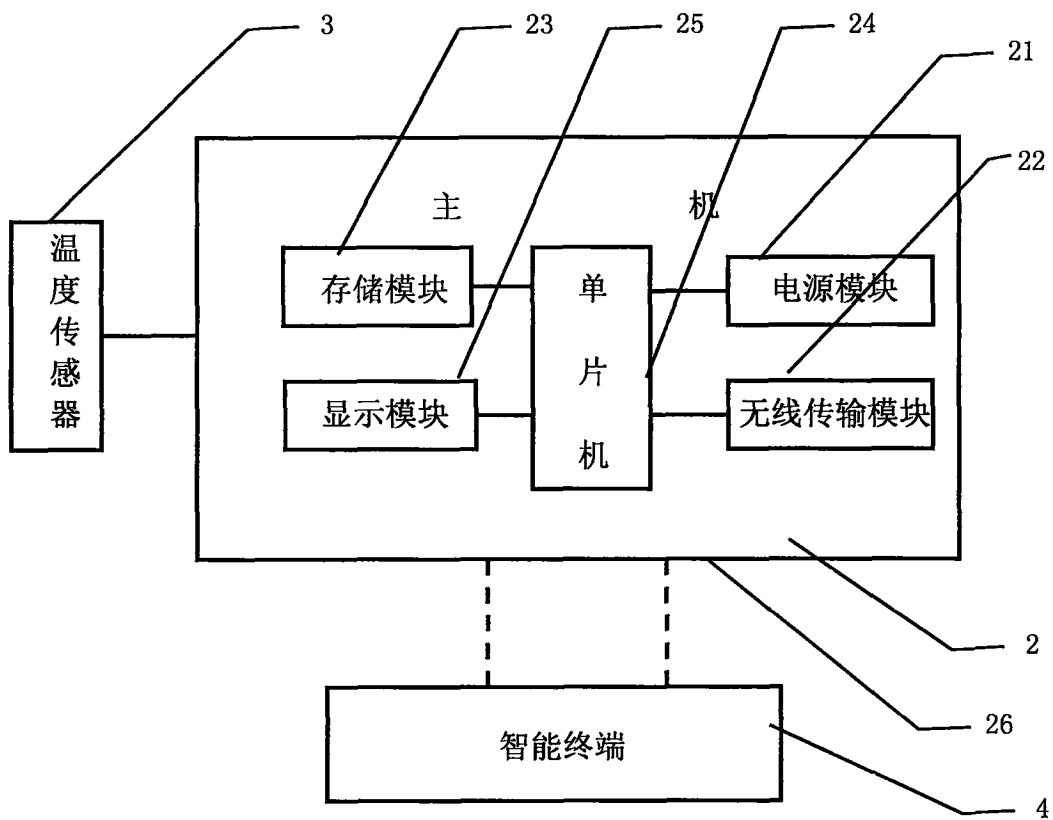 3
23
25
24
21
22
主 机
温度传感器
存储模块
单片机
电源模块
显示模块
无线传输模块
2
26
智能终端
4